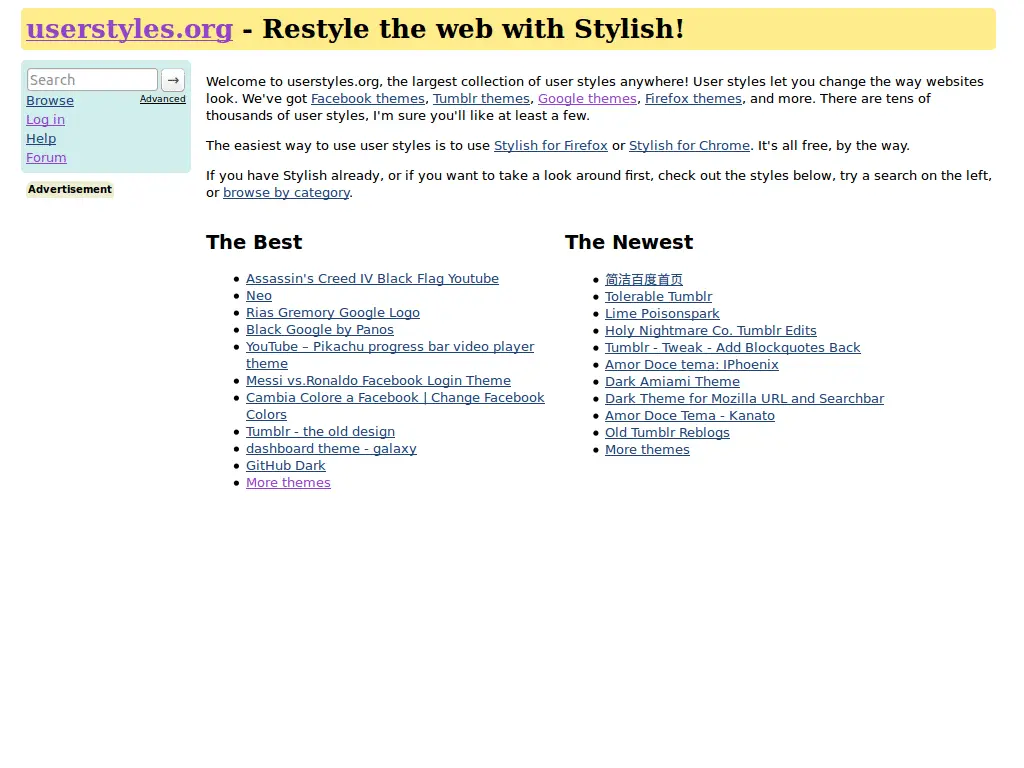 userstyles.org - Restyle the web with Stylish!
Search →
Browse Advanced
Log in
Help
Forum
Advertisement
Welcome to userstyles.org, the largest collection of user styles anywhere! User styles let you change the way websites
look. We've got Facebook themes, Tumblr themes, Google themes, Firefox themes, and more. There are tens of
thousands of user styles, I'm sure you'll like at least a few.
The easiest way to use user styles is to use Stylish for Firefox or Stylish for Chrome. It's all free, by the way.
If you have Stylish already, or if you want to take a look around first, check out the styles below, try a search on the left,
or browse by category.
The Best
Assassin's Creed IV Black Flag Youtube
Neo
Rias Gremory Google Logo
Black Google by Panos
YouTube – Pikachu progress bar video player
theme
Messi vs.Ronaldo Facebook Login Theme
Cambia Colore a Facebook | Change Facebook
Colors
Tumblr - the old design
dashboard theme - galaxy
GitHub Dark
More themes
The Newest
简洁百度首页
Tolerable Tumblr
Lime Poisonspark
Holy Nightmare Co. Tumblr Edits
Tumblr - Tweak - Add Blockquotes Back
Amor Doce tema: IPhoenix
Dark Amiami Theme
Dark Theme for Mozilla URL and Searchbar
Amor Doce Tema - Kanato
Old Tumblr Reblogs
More themes